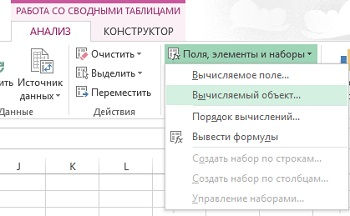 РАБОТА СО СВОДНЫМИ ТАБЛИЦАМИ
АНАЛИЗ КОНСТРУКТОР
Источник данных
Данные
Очистить
Выделить
Переместить
Действия
Поля, элементы и наборы
Вычисляемое поле...
Вычисляемый объект...
Порядок вычислений...
Вывести формулы
Создать набор по строкам...
Создать набор по столбцам...
Управление наборами...
J K L M